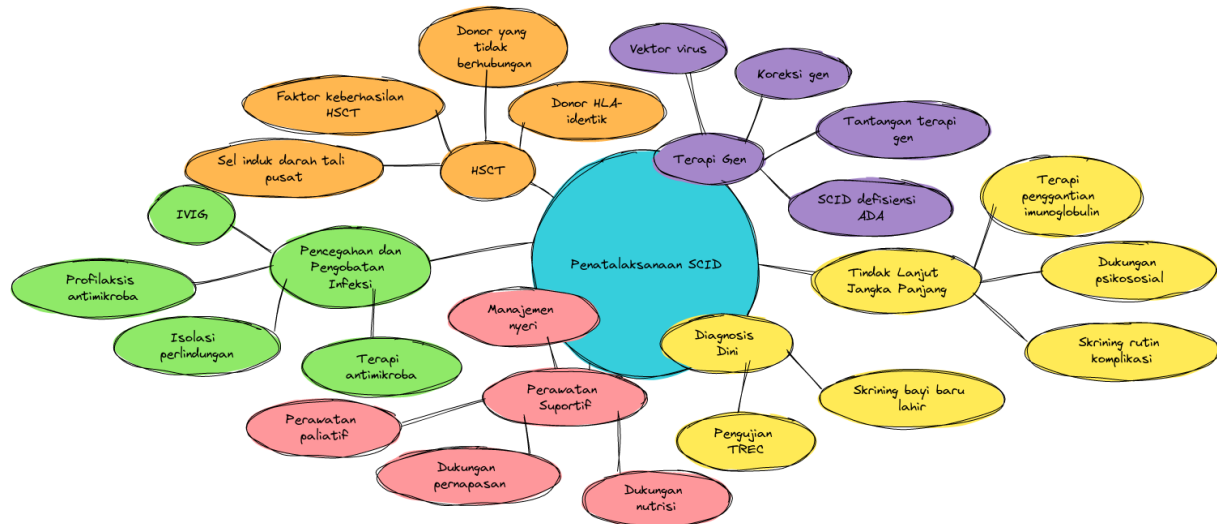 Donor yang
tidak
berhubungan
Vektor virus
Koreksi gen
Faktor keberhasilan
HSCT
Donor HLA-
identik
Tantangan terapi
gen
Sel induk darah tali
pusat
HSCT
Terapi Gen
SCID defisiensi
ADA
Terapi
penggantian
imunoglobulin
IVIG
Pencegahan dan
Pengobatan
Infeksi
Penatalaksanaan SCID
Tindak Lanjut
Jangka Panjang
Dukungan
psikososial
Profilaksis
antimikroba
Manajemen
nyeri
Isolasi
perlindungan
Diagnosis
Dini
Skrining rutin
komplikasi
Terapi
antimikroba
Perawatan
Suportif
Skrining bayi baru
lahir
Perawatan
paliatif
Pengujian
TREC
Dukungan
pernapasan
Dukungan
nutrisi